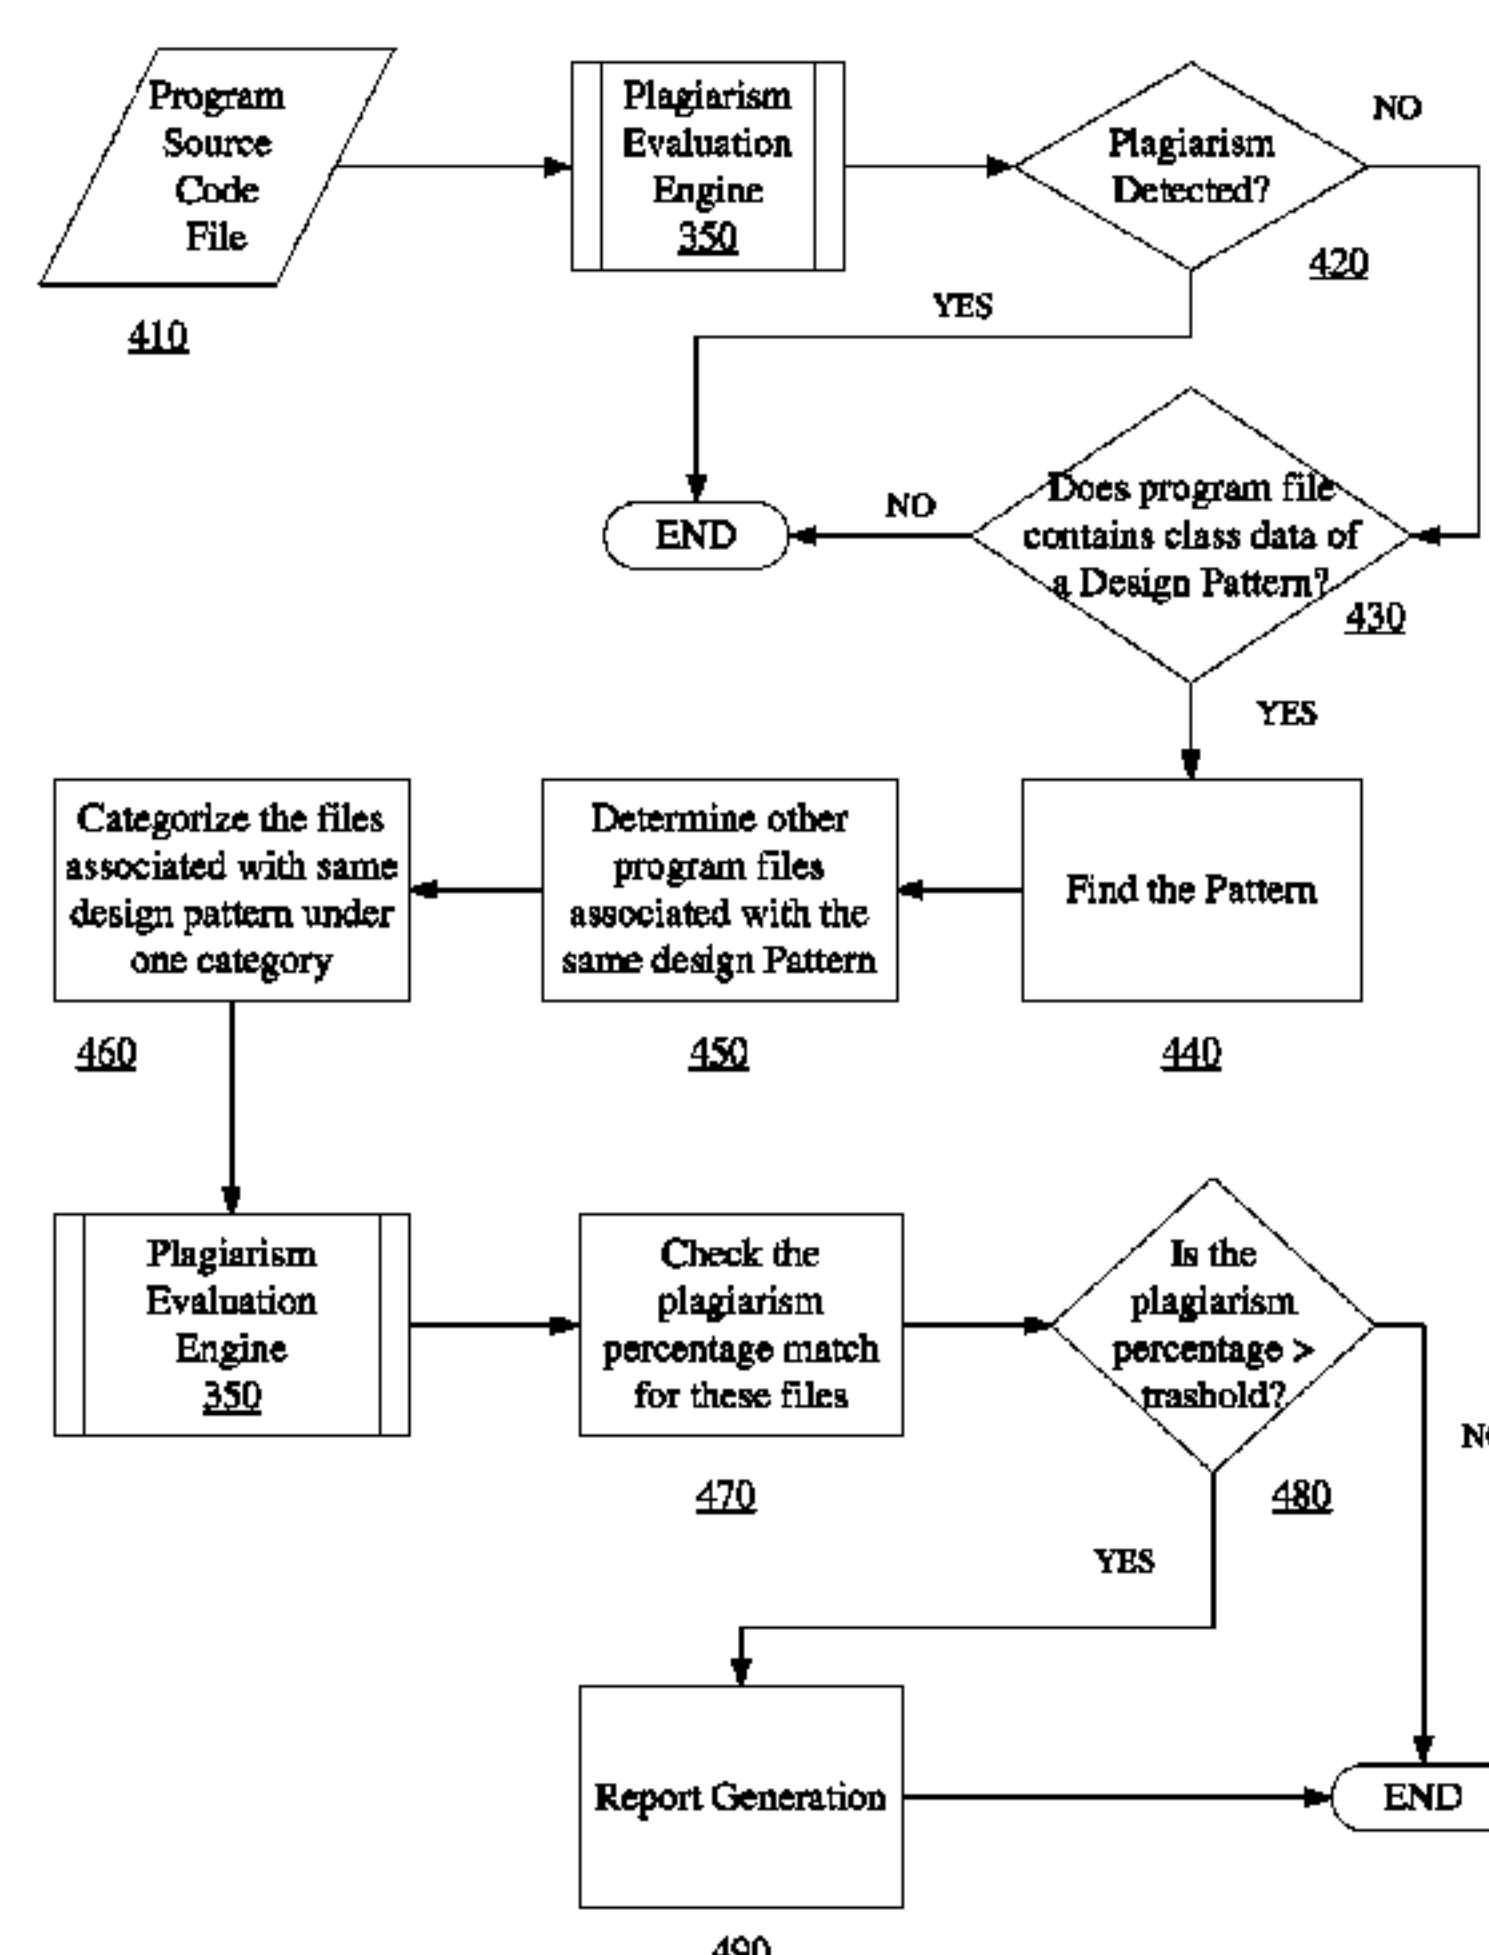 Program
Source
Code
File
410
Plagiarism
Evaluation
Engine
350
Plagiarism
Detected?
420
NO
YES
END
NO
Does program file
contains class data of
a Design Pattern?
430
YES
Categorize the files
associated with same
design pattern under
one category
460
Determine other
program files
associated with the
same design Pattern
450
Find the Pattern
440
Plagiarism
Evaluation
Engine
350
Check the
plagiarism
percentage match
for these files
470
Is the
plagiarism
percentage >
trashold?
480
YES
Report Generation
490
END